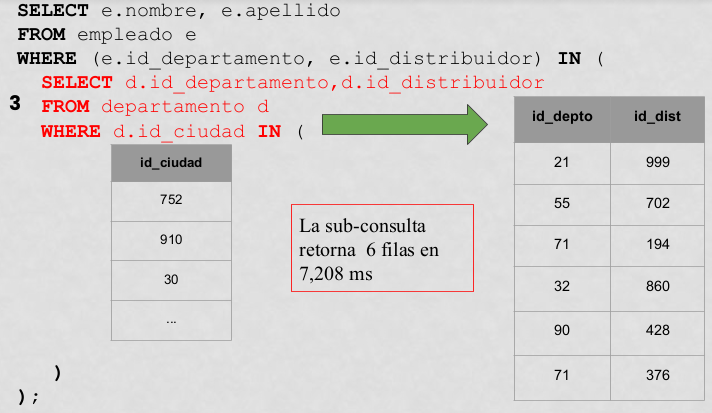 SELECT e.nombre, e.apellido
FROM empleado e
WHERE (e.id_departamento, e.id_distribuidor) IN (
SELECT d.id_departamento,d.id_distribuidor
3 FROM departamento d
WHERE d.id_ciudad IN (
id_ciudad
752
910
30
...
La sub-consulta
retorna 6 filas en
7,208 ms
id_depto id_dist
21 999
55 702
71 194
32 860
90 428
71 376
)
);